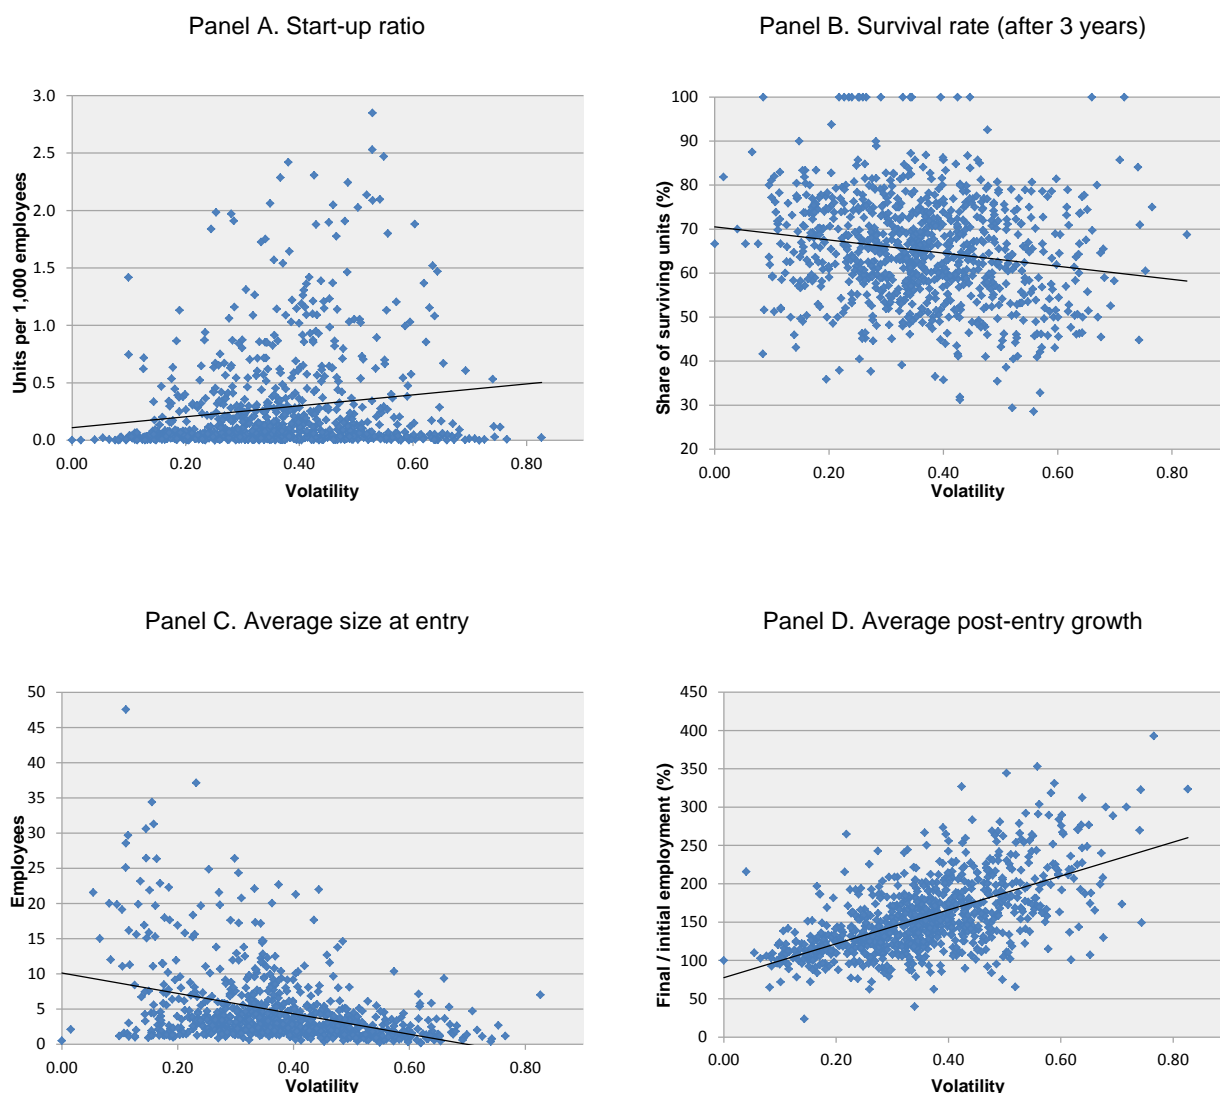 Panel A. Start-up ratio
Units per 1,000 employees
3.0
2.5
2.0
1.5
1.0
0.5
0.0
0.00 0.20 0.40 0.60 0.80
Volatility
Panel B. Survival rate (after 3 years)
Share of surviving units (%)
100
90
80
70
60
50
40
30
20
0.00 0.20 0.40 0.60 0.80
Volatility
Panel C. Average size at entry
Employees
50
45
40
35
30
25
20
15
10
5
0
0.00 0.20 0.40 0.60 0.80
Volatility
Panel D. Average post-entry growth
Final / initial employment (%)
450
400
350
300
250
200
150
100
50
0
0.00 0.20 0.40 0.60 0.80
Volatility